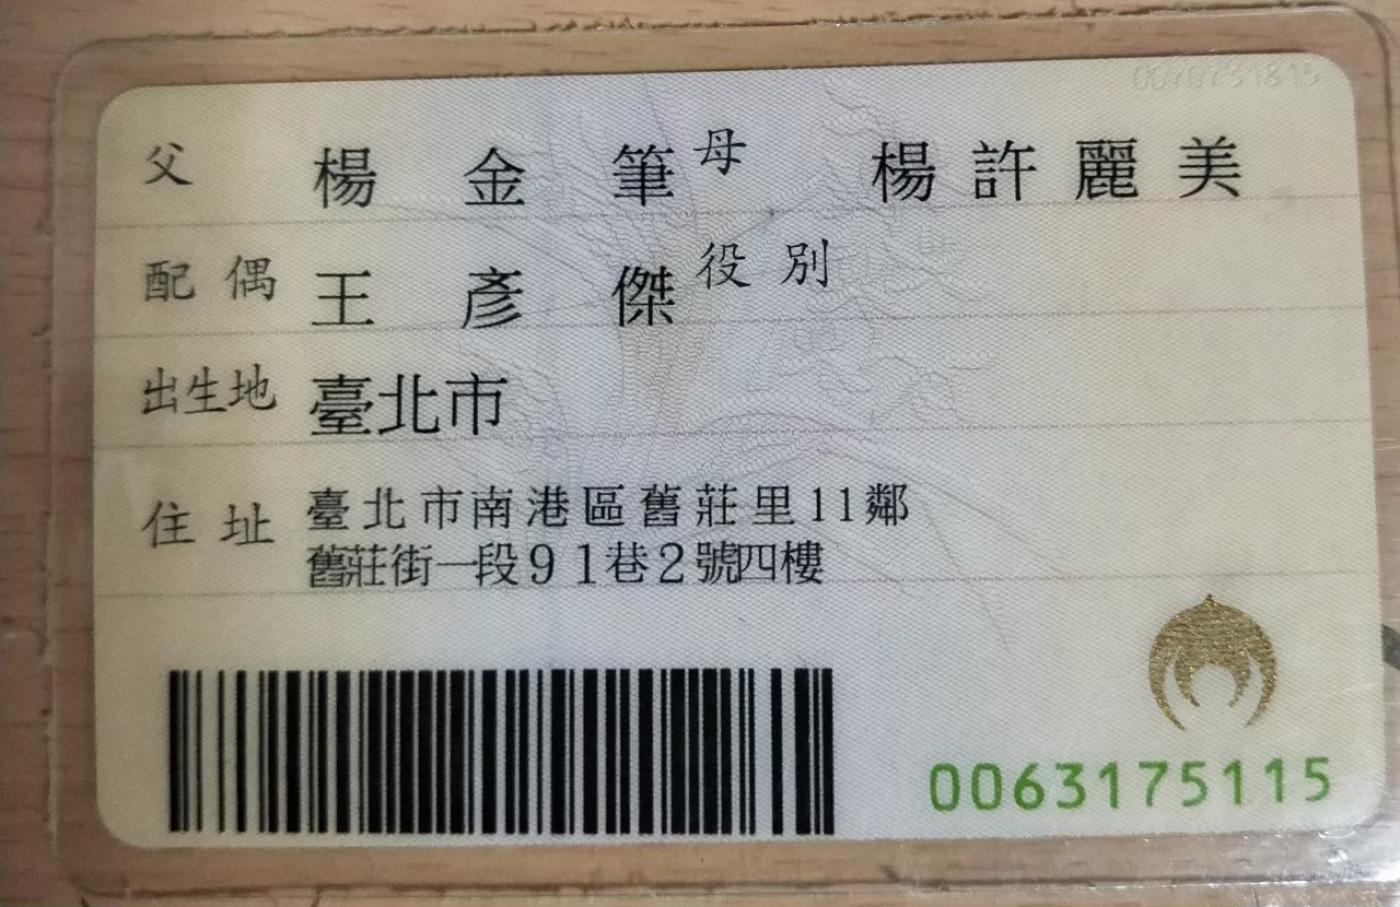 父 楊金筆 母 楊許麗美
配偶 王彥傑 役別
出生地 臺北市
住址 臺北市南港區舊莊里11鄰
舊莊街一段91巷2號四樓
0063175115